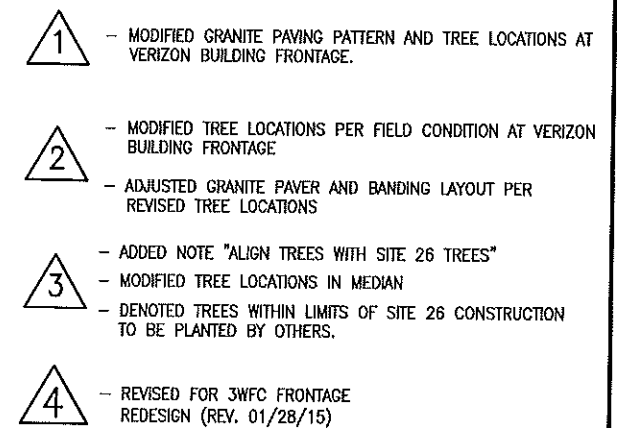 1 – MODIFIED GRANITE PAVING PATTERN AND TREE LOCATIONS AT
VERIZON BUILDING FRONTAGE.
– MODIFIED TREE LOCATIONS PER FIELD CONDITION AT VERIZON
2 BUILDING FRONTAGE
– ADJUSTED GRANITE PAVER AND BANDING LAYOUT PER
REVISED TREE LOCATIONS
– ADDED NOTE "ALIGN TREES WITH SITE 26 TREES"
3 – MODIFIED TREE LOCATIONS IN MEDIAN
– DENOTED TREES WITHIN LIMITS OF SITE 26 CONSTRUCTION
TO BE PLANTED BY OTHERS.
4 – REVISED FOR 3WFC FRONTAGE
REDESIGN (REV. 01/28/15)